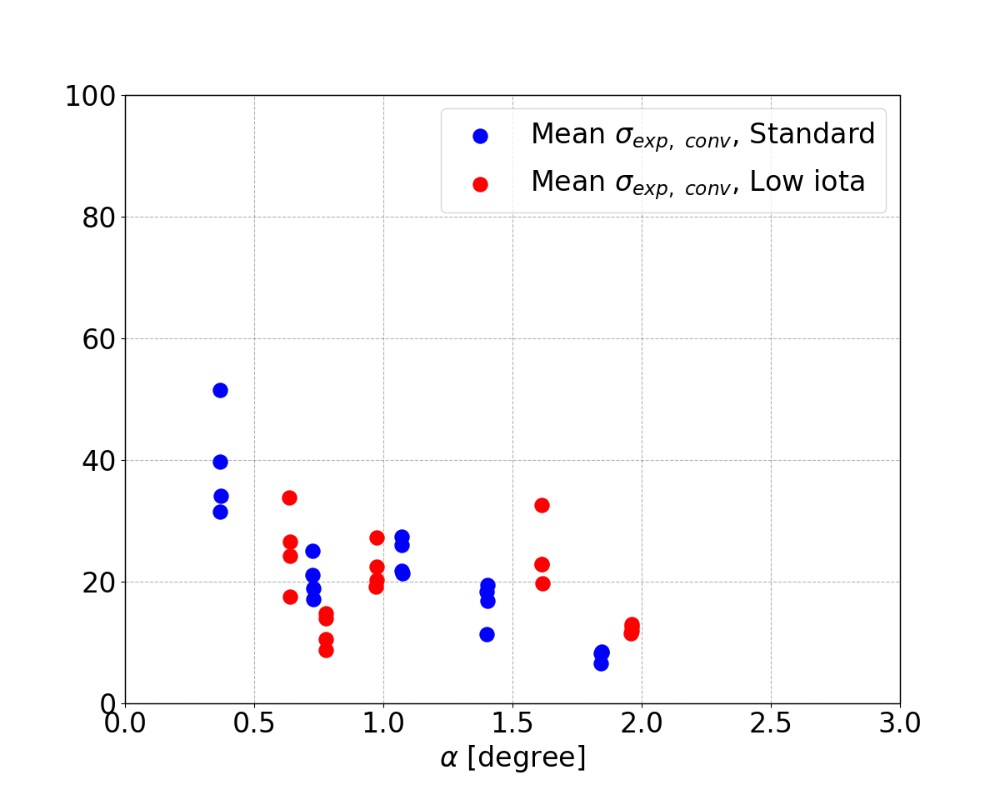 100
80
60
40
20
0
Mean σexp, conv, Standard
Mean σexp, conv, Low iota
0.0 0.5 1.0 1.5 2.0 2.5 3.0
α [degree]